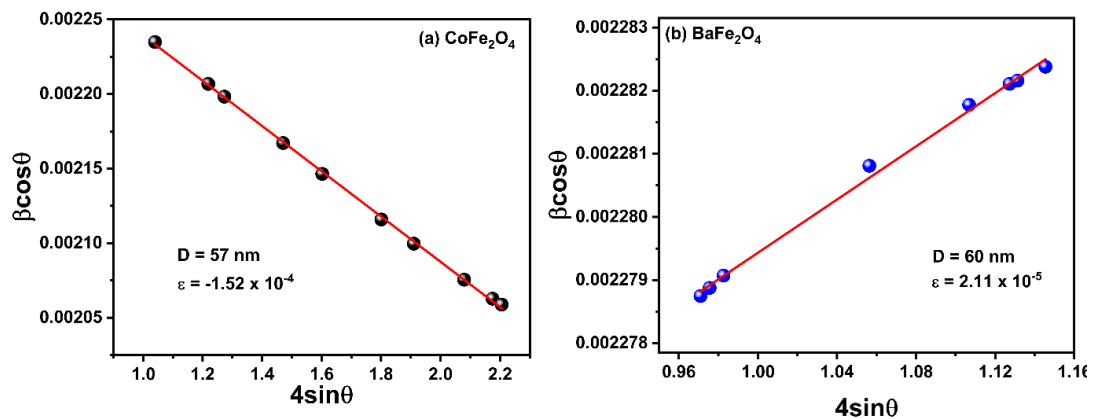 (a) CoFe₂O₄
0.00225
0.00220
0.00215
0.00210
0.00205
βcosθ
D = 57 nm
ε = -1.52 x 10⁻⁴
1.0 1.2 1.4 1.6 1.8 2.0 2.2
4sinθ
(b) BaFe₂O₄
0.002283
0.002282
0.002281
0.002280
0.002279
0.002278
βcosθ
D = 60 nm
ε = 2.11 x 10⁻⁵
0.96 1.00 1.04 1.08 1.12 1.16
4sinθ